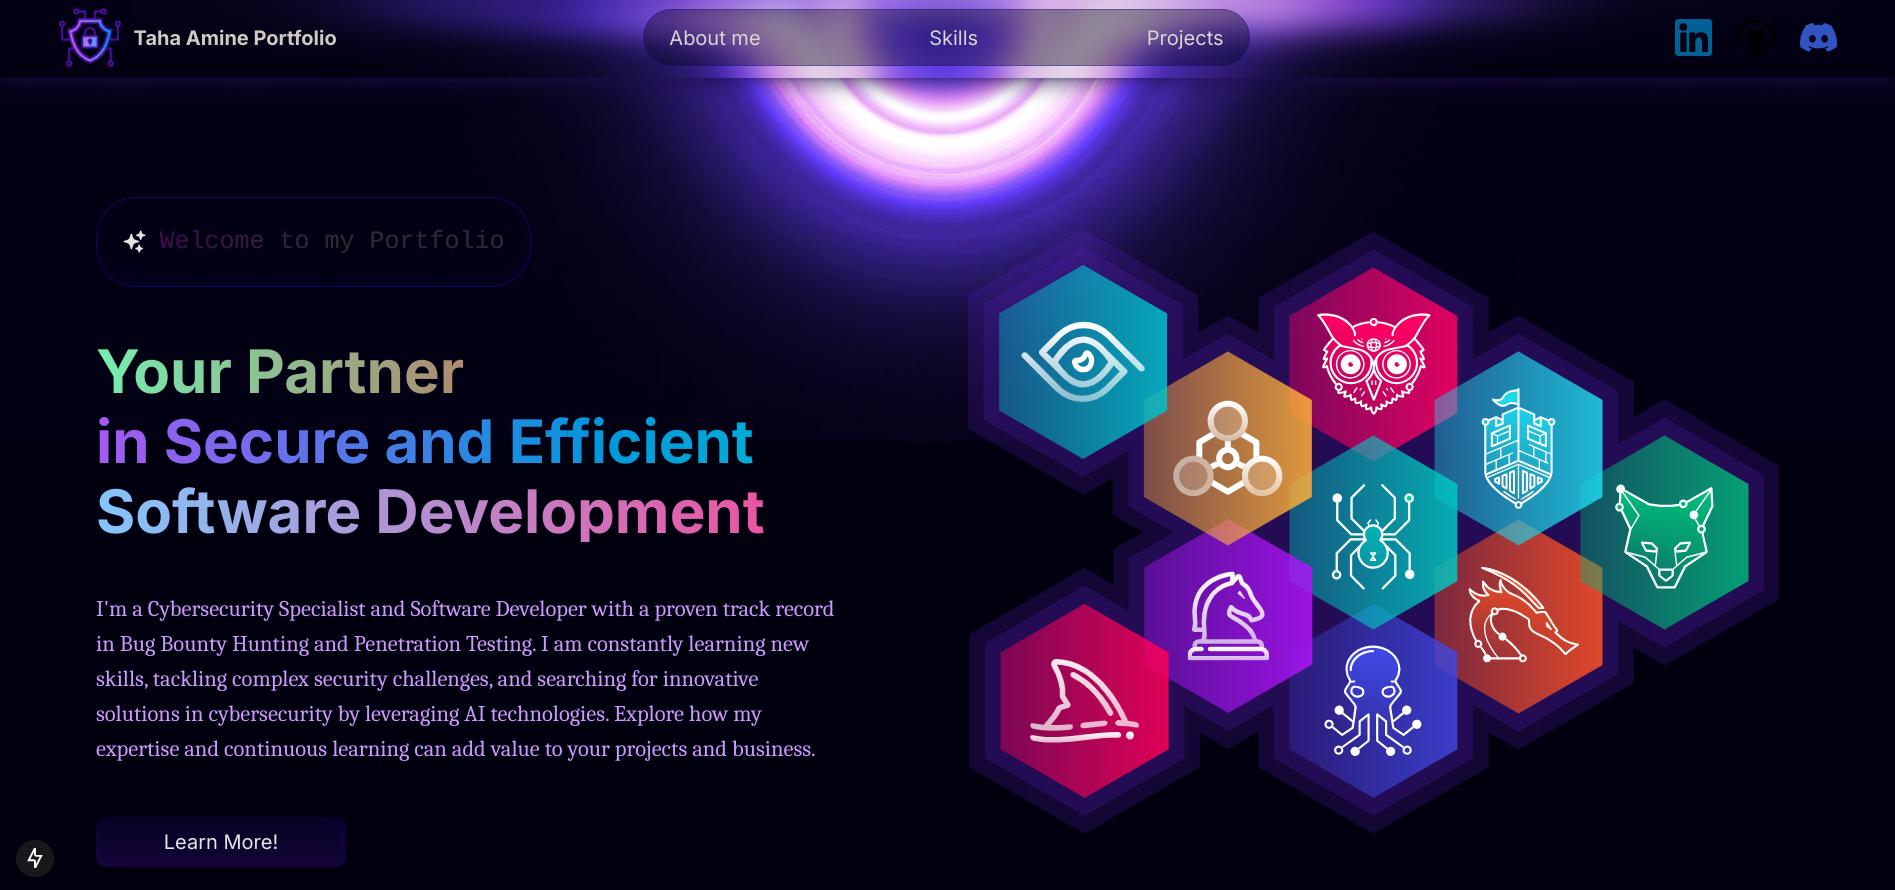 Taha Amine Portfolio
About me
Skills
Projects
in
Welcome to my Portfolio
Your Partner
in Secure and Efficient
Software Development
I'm a Cybersecurity Specialist and Software Developer with a proven track record
in Bug Bounty Hunting and Penetration Testing. I am constantly learning new
skills, tackling complex security challenges, and searching for innovative
solutions in cybersecurity by leveraging AI technologies. Explore how my
expertise and continuous learning can add value to your projects and business.
Learn More!